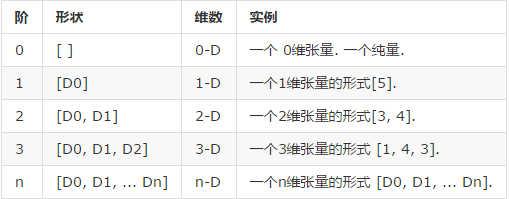 阶 形状 维数 实例
0 [ ] 0-D 一个 0维张量. 一个纯量.
1 [D0] 1-D 一个1维张量的形式[5].
2 [D0, D1] 2-D 一个2维张量的形式[3, 4].
3 [D0, D1, D2] 3-D 一个3维张量的形式 [1, 4, 3].
n [D0, D1, ... Dn] n-D 一个n维张量的形式 [D0, D1, ... Dn].